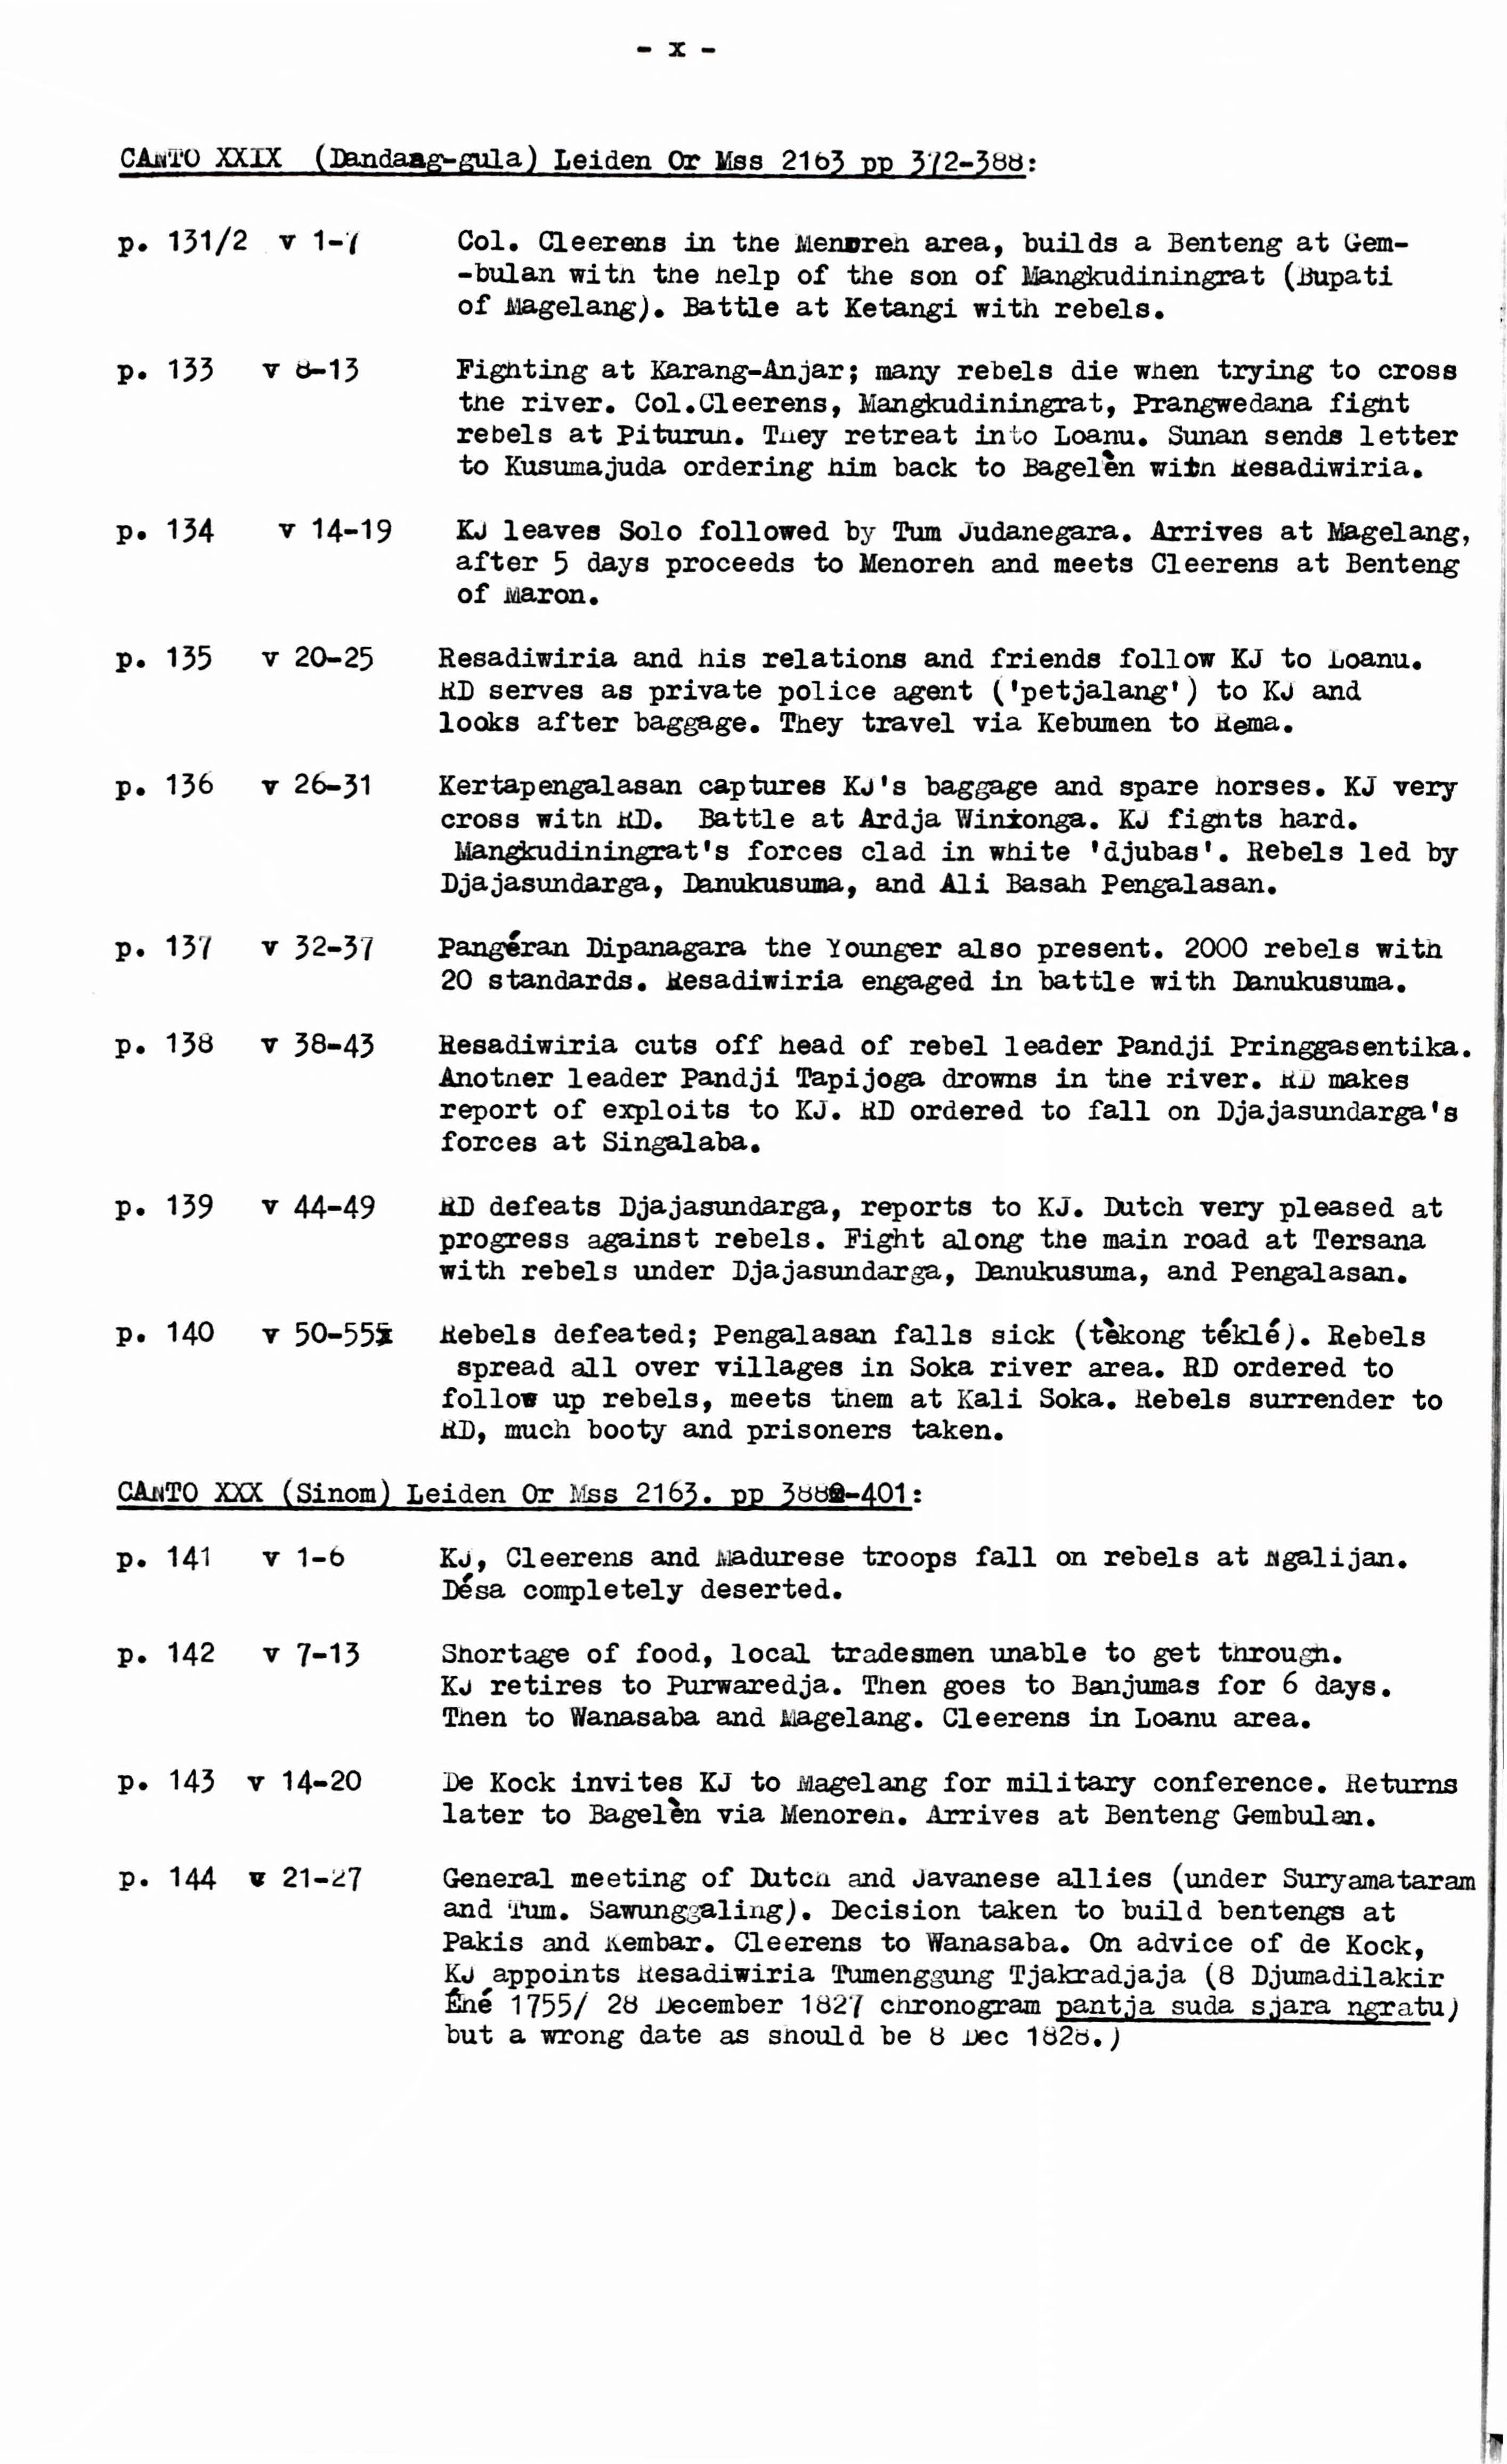 - x -
CANTO XXIX (Dandang-gula) Leiden Or Mss 2163 pp 372-388:
p. 131/2 v 1-7 Col. Cleerens in the Menoreh area, builds a Benteng at Gem-
-bulan with the help of the son of Mangkudiningrat (Bupati
of Magelang). Battle at Ketangi with rebels.
p. 133 v 8-13 Fighting at Karang-Anjar; many rebels die when trying to cross
the river. Col.Cleerens, Mangkudiningrat, Prangwedana fight
rebels at Piturun. They retreat into Loanu. Sunan sends letter
to Kusumajuda ordering him back to Bagelèn with Resadiwiria.
p. 134 v 14-19 KJ leaves Solo followed by Tum Judanegara. Arrives at Magelang,
after 5 days proceeds to Menoreh and meets Cleerens at Benteng
of Maron.
p. 135 v 20-25 Resadiwiria and his relations and friends follow KJ to Loanu.
RD serves as private police agent ('petjalang') to KJ and
looks after baggage. They travel via Kebumen to Rema.
p. 136 v 26-31 Kertapengalasan captures KJ's baggage and spare horses. KJ very
cross with RD. Battle at Ardja Winonga. KJ fights hard.
Mangkudiningrat's forces clad in white 'djubas'. Rebels led by
Djajasundarga, Danukusuma, and Ali Basah Pengalasan.
p. 137 v 32-37 Pangéran Dipanagara the Younger also present. 2000 rebels with
20 standards. Resadiwiria engaged in battle with Danukusuma.
p. 138 v 38-43 Resadiwiria cuts off head of rebel leader Pandji Pringgasentika.
Another leader Pandji Tapijoga drowns in the river. RD makes
report of exploits to KJ. RD ordered to fall on Djajasundarga's
forces at Singalaba.
p. 139 v 44-49 RD defeats Djajasundarga, reports to KJ. Dutch very pleased at
progress against rebels. Fight along the main road at Tersana
with rebels under Djajasundarga, Danukusuma, and Pengalasan.
p. 140 v 50-55 Rebels defeated; Pengalasan falls sick (tèkong téklé). Rebels
spread all over villages in Soka river area. RD ordered to
follow up rebels, meets them at Kali Soka. Rebels surrender to
RD, much booty and prisoners taken.
CANTO XXX (Sinom) Leiden Or Mss 2163. pp 388-401:
p. 141 v 1-6 KJ, Cleerens and Madurese troops fall on rebels at Ngalijan.
Désa completely deserted.
p. 142 v 7-13 Shortage of food, local tradesmen unable to get through.
KJ retires to Purwaredja. Then goes to Banjumas for 6 days.
Then to Wanasaba and Magelang. Cleerens in Loanu area.
p. 143 v 14-20 De Kock invites KJ to Magelang for military conference. Returns
later to Bagelèn via Menoreh. Arrives at Benteng Gembulan.
p. 144 v 21-27 General meeting of Dutch and Javanese allies (under Suryamataram
and Tum. Sawunggaling). Decision taken to build bentengs at
Pakis and Kembar. Cleerens to Wanasaba. On advice of de Kock,
KJ appoints Resadiwiria Tumenggung Tjakradjaja (8 Djumadilakir
Éhé 1755/ 28 December 1827 chronogram pantja suda sjara ngratu)
but a wrong date as should be 8 Dec 1828.)